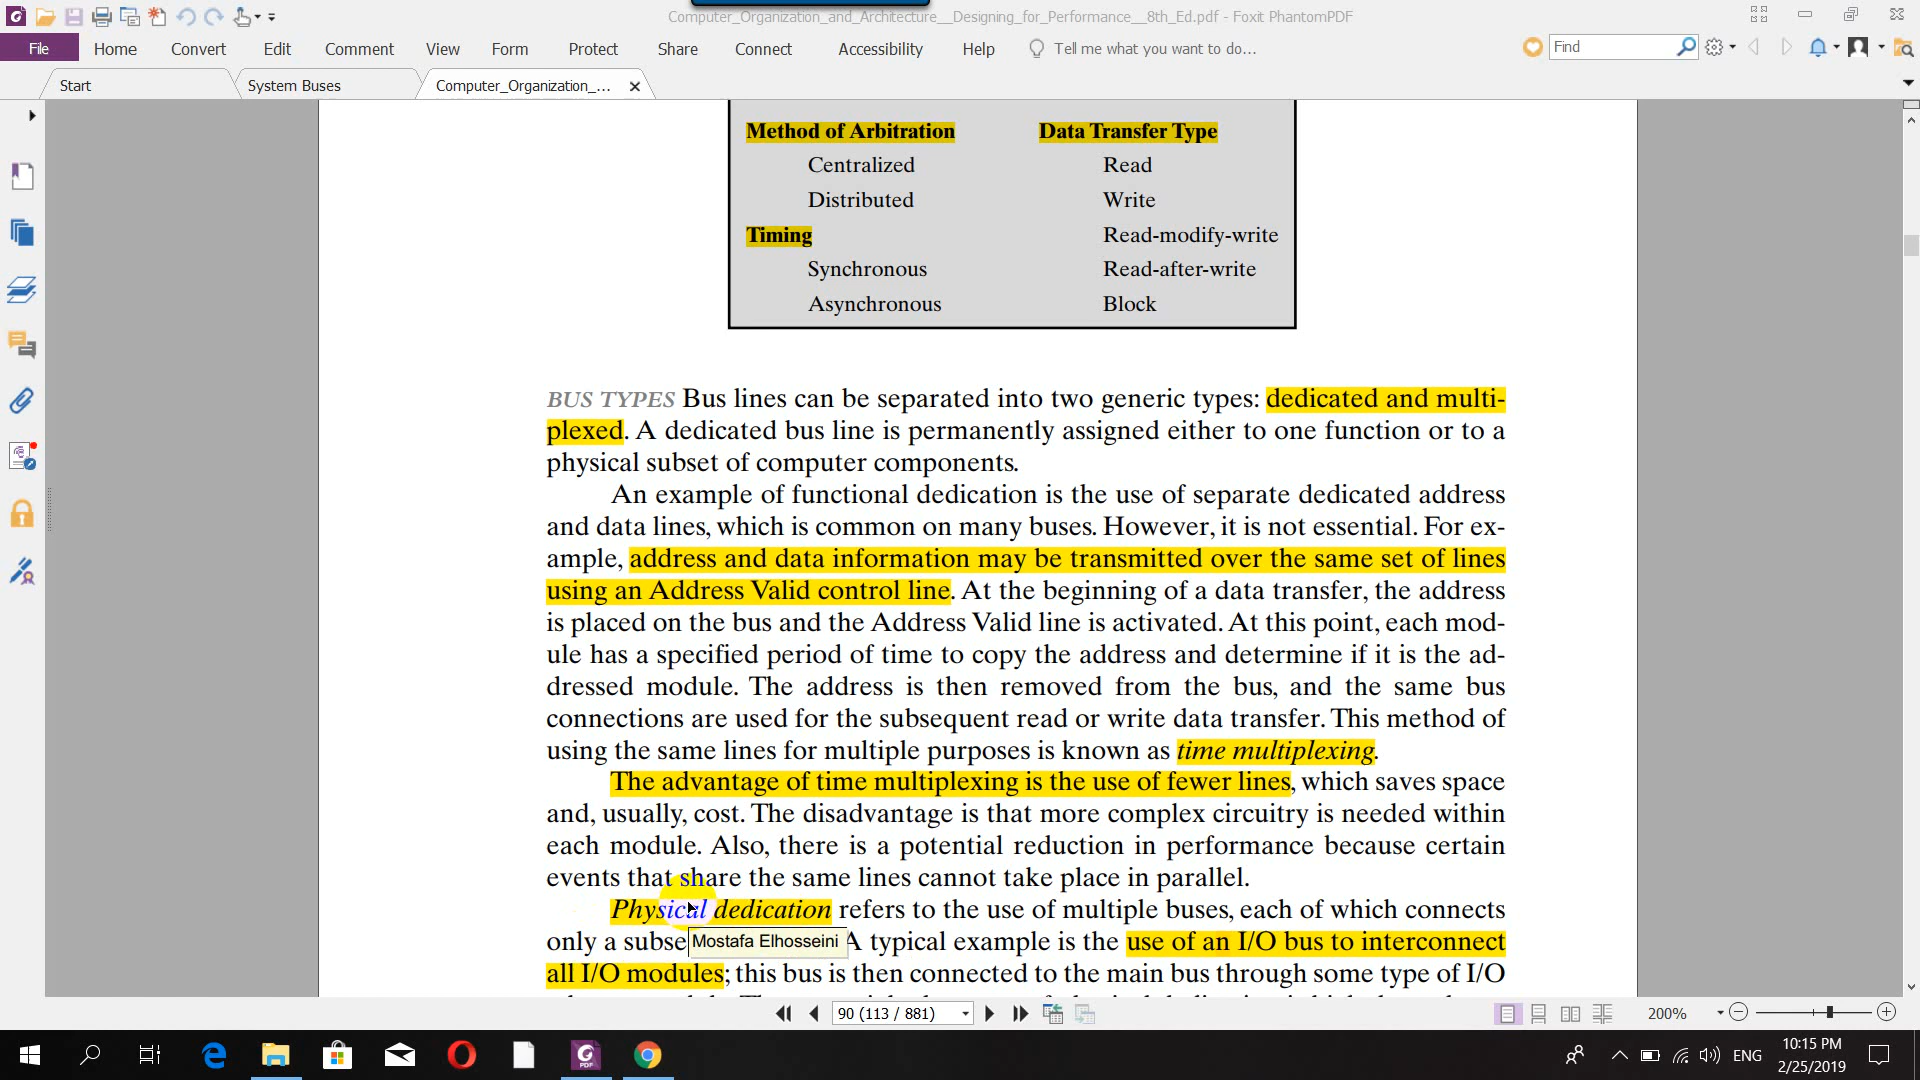 Computer_Organization_and_Architecture__Designing_for_Performance__8th_Ed.pdf - Foxit PhantomPDF
File Home Convert Edit Comment View Form Protect Share Connect Accessibility Help Tell me what you want to do... Find
Start System Buses Computer_Organization_...
Method of Arbitration Data Transfer Type
Centralized Read
Distributed Write
Timing Read-modify-write
Synchronous Read-after-write
Asynchronous Block
BUS TYPES Bus lines can be separated into two generic types: dedicated and multi-
plexed. A dedicated bus line is permanently assigned either to one function or to a
physical subset of computer components.
An example of functional dedication is the use of separate dedicated address
and data lines, which is common on many buses. However, it is not essential. For ex-
ample, address and data information may be transmitted over the same set of lines
using an Address Valid control line. At the beginning of a data transfer, the address
is placed on the bus and the Address Valid line is activated. At this point, each mod-
ule has a specified period of time to copy the address and determine if it is the ad-
dressed module. The address is then removed from the bus, and the same bus
connections are used for the subsequent read or write data transfer. This method of
using the same lines for multiple purposes is known as time multiplexing.
The advantage of time multiplexing is the use of fewer lines, which saves space
and, usually, cost. The disadvantage is that more complex circuitry is needed within
each module. Also, there is a potential reduction in performance because certain
events that share the same lines cannot take place in parallel.
Physical dedication refers to the use of multiple buses, each of which connects
only a subse Mostafa Elhosseini A typical example is the use of an I/O bus to interconnect
all I/O modules; this bus is then connected to the main bus through some type of I/O
90 (113 / 881) 200%
PDF ENG 10:15 PM
2/25/2019